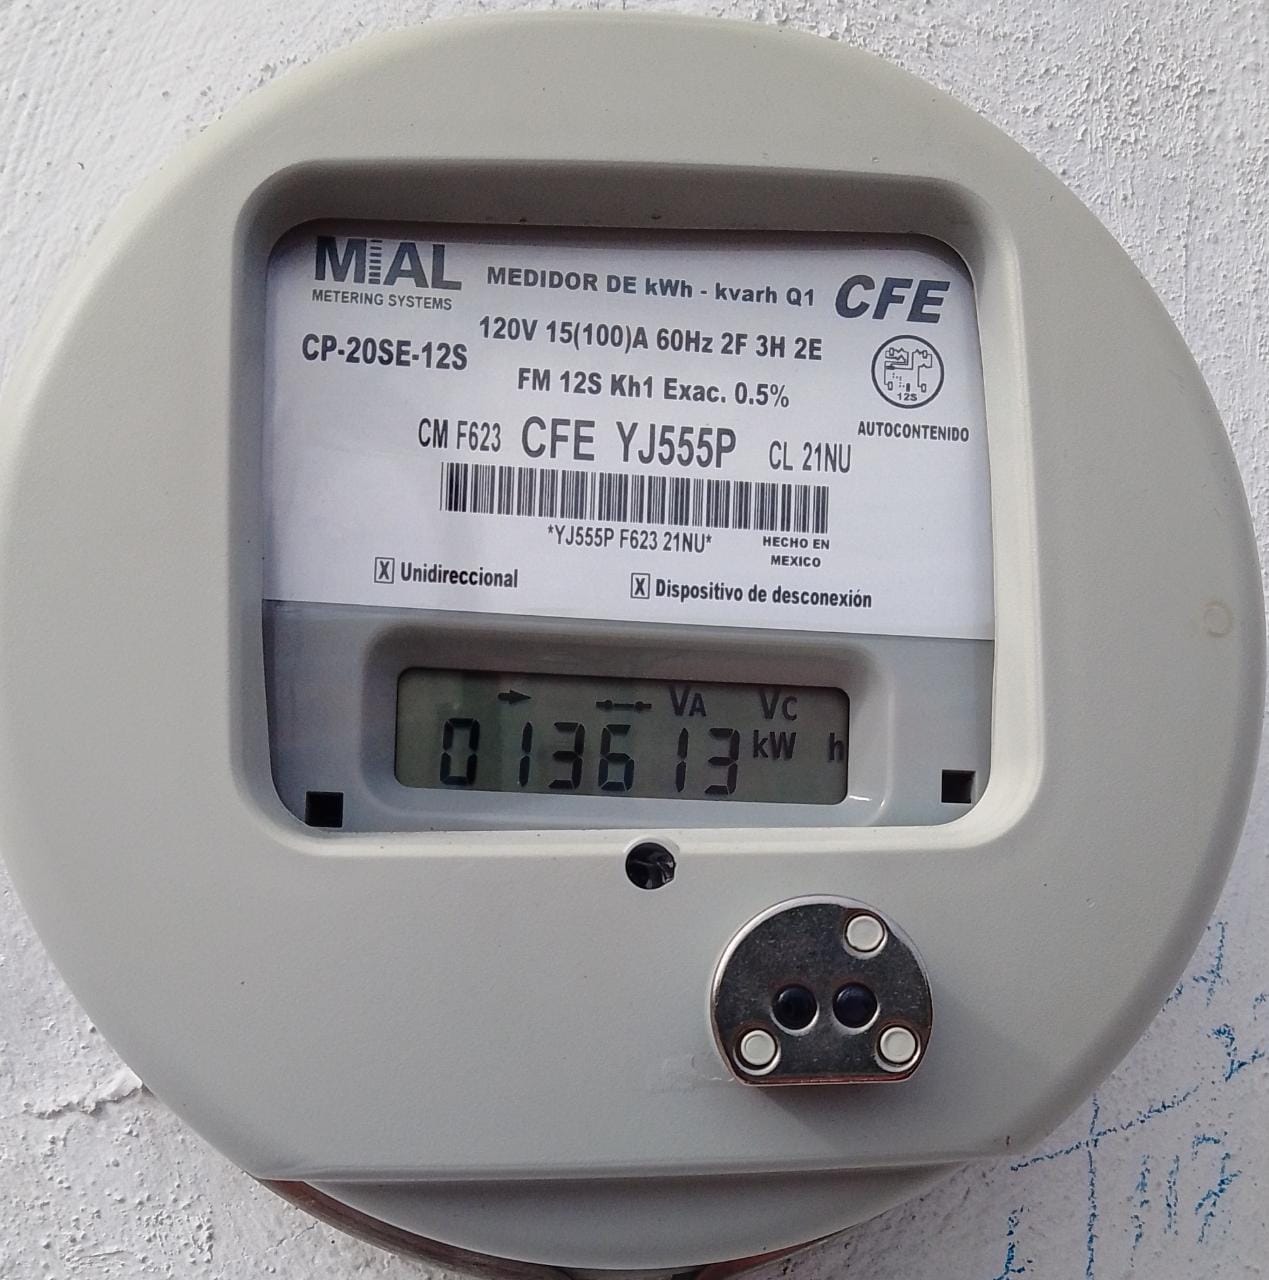 MIAL
METERING SYSTEMS
MEDIDOR DE kWh - kvarh Q1
CFE
CP-20SE-12S
120V 15(100)A 60Hz 2F 3H 2E
FM 12S Kh1 Exac. 0.5%
12S
AUTOCONTENIDO
CM F623 CFE YJ555P CL 21NU
*YJ555P F623 21NU*
HECHO EN
MEXICO
X Unidireccional
X Dispositivo de desconexión
VA VC
013613 kW h